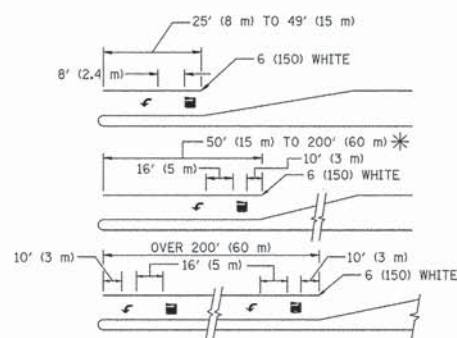 25' (8 m) TO 49' (15 m)
8' (2.4 m)
6 (150) WHITE
50' (15 m) TO 200' (60 m) ✳
16' (5 m)
10' (3 m)
6 (150) WHITE
OVER 200' (60 m)
10' (3 m)
16' (5 m)
10' (3 m)
6 (150) WHITE